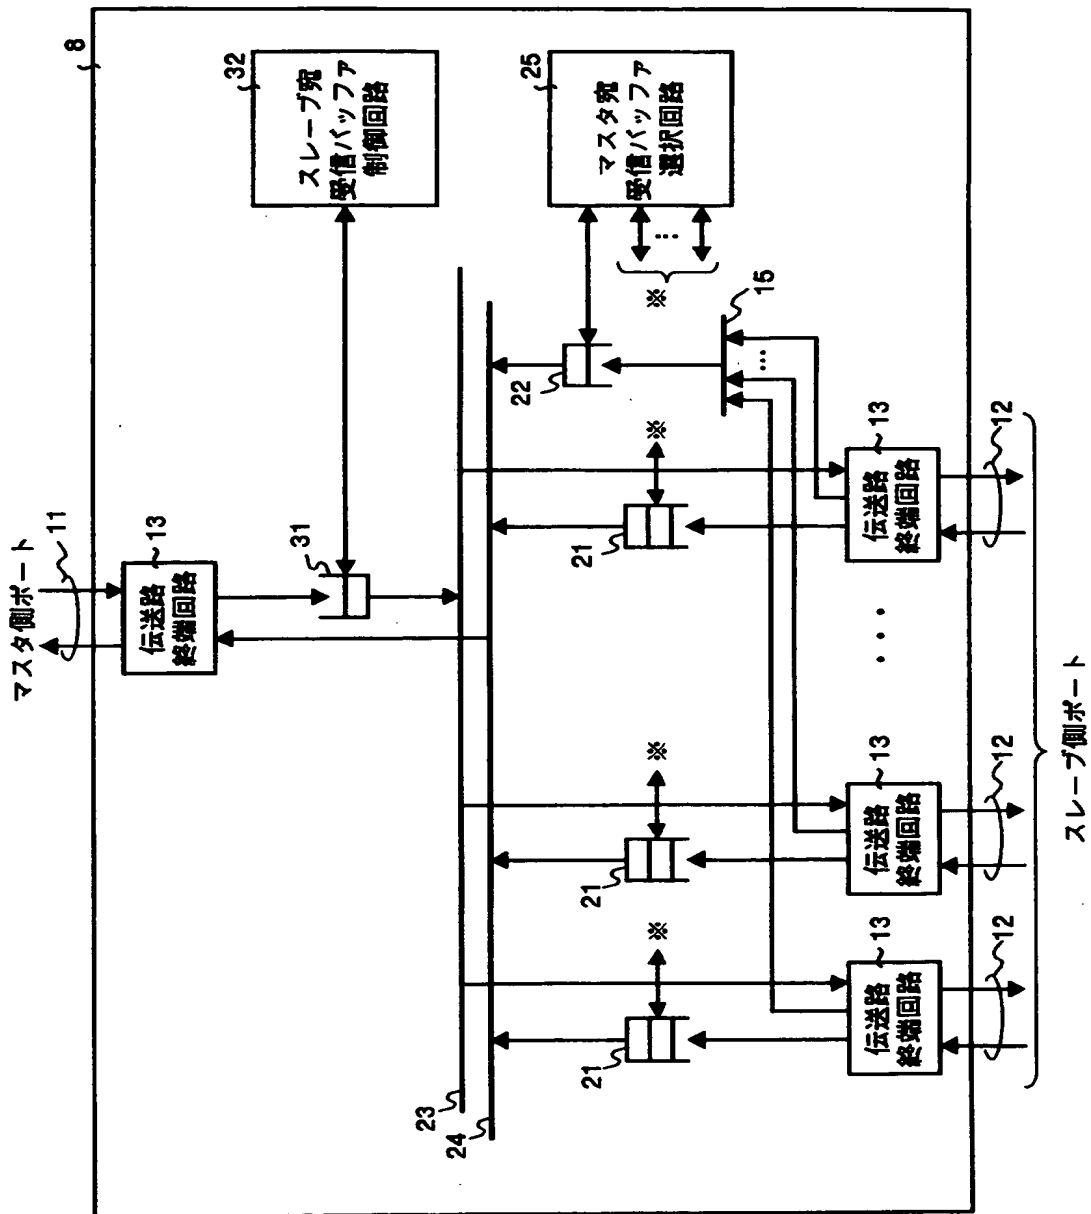 8
マスタ側ポート
11
伝送路
終端回路
13
31
32
スレーブ宛
受信バッファ
制御回路
23
24
25
マスタ宛
受信バッファ
選択回路
※
⋮
22
15
…
21
※
21
※
21
※
伝送路
終端回路
13
12
伝送路
終端回路
13
12
・・・
伝送路
終端回路
13
12
スレーブ側ポート